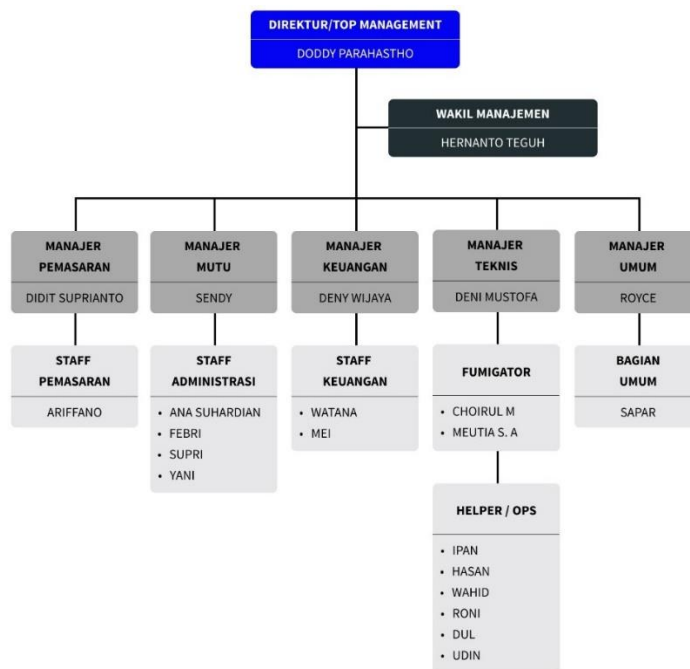 DIREKTUR/TOP MANAGEMENT
DODDY PARAHASTHO
WAKIL MANAJEMEN
HERNANTO TEGUH
MANAJER
PEMASARAN
DIDIT SUPRIANTO
MANAJER
MUTU
SENDY
MANAJER
KEUANGAN
DENY WIJAYA
MANAJER
TEKNIS
DENI MUSTOFA
MANAJER
UMUM
ROYCE
STAFF
PEMASARAN
ARIFFANO
STAFF
ADMINISTRASI
• ANA SUHARDIAN
• FEBRI
• SUPRI
• YANI
STAFF
KEUANGAN
• WATANA
• MEI
FUMIGATOR
• CHOIRUL M
• MEUTIA S. A
BAGIAN
UMUM
SAPAR
HELPER / OPS
• IPAN
• HASAN
• WAHID
• RONI
• DUL
• UDIN